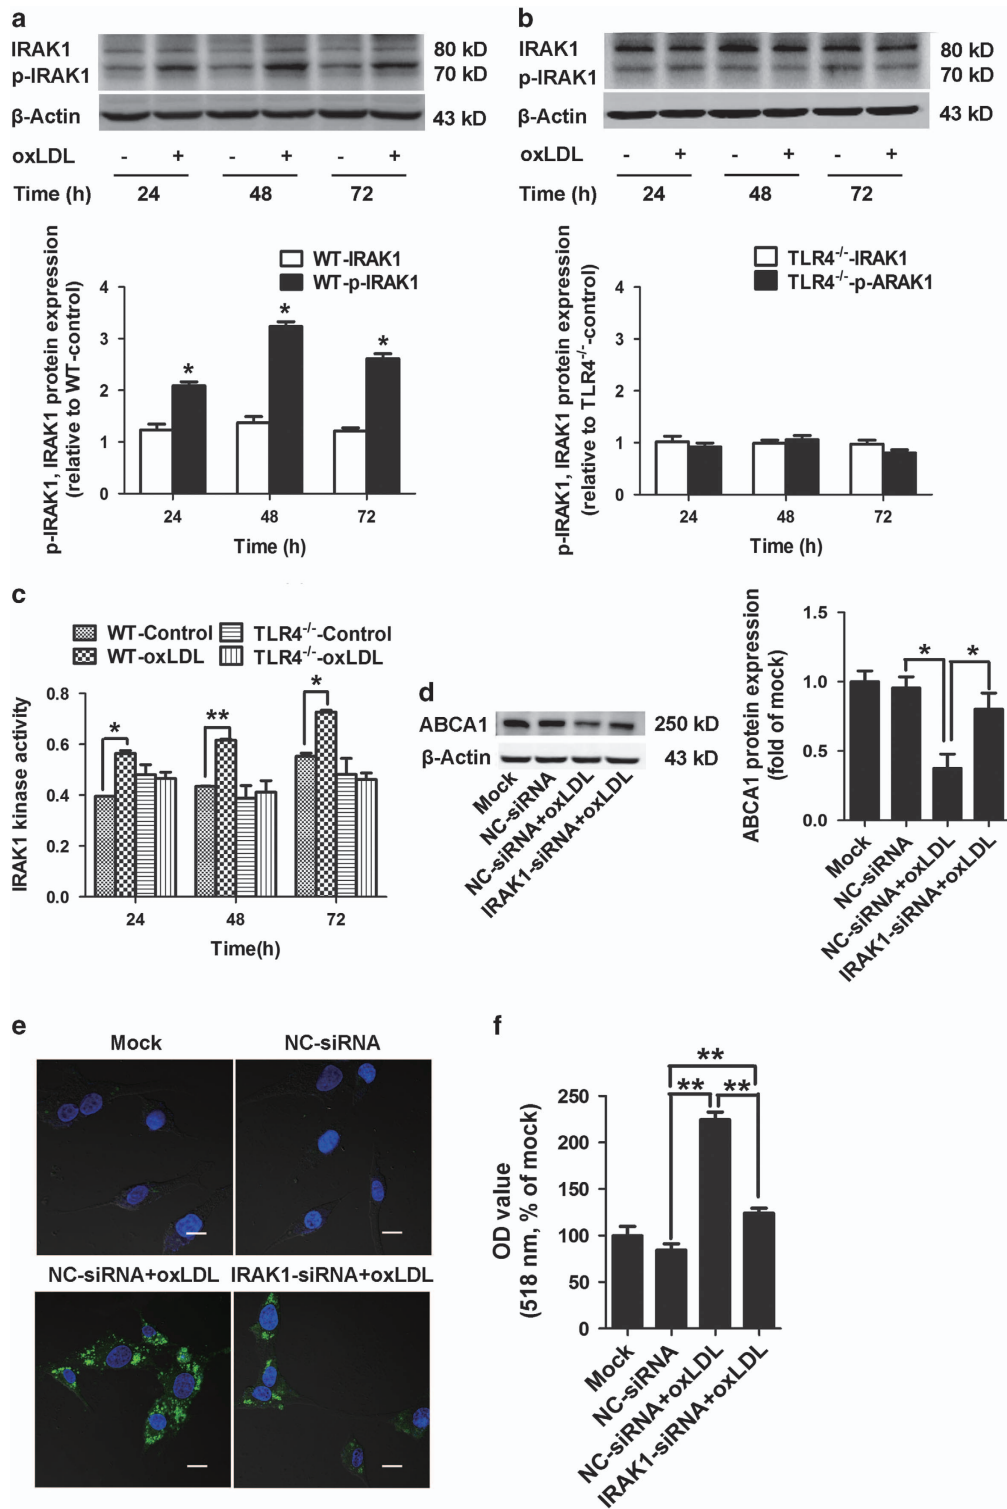 a
IRAK1
p-IRAK1
80 kD
70 kD
β-Actin
43 kD
oxLDL - + - + - +
Time (h) 24 48 72
WT-IRAK1
WT-p-IRAK1
p-IRAK1, IRAK1 protein expression
(relative to WT-control)
4
3
2
1
0
* * *
24 48 72
Time (h)
b
IRAK1
p-IRAK1
80 kD
70 kD
β-Actin
43 kD
oxLDL - + - + - +
Time (h) 24 48 72
TLR4-/--IRAK1
TLR4-/--p-ARAK1
p-IRAK1, IRAK1 protein expression
(relative to TLR4-/--control)
4
3
2
1
0
24 48 72
Time (h)
c
WT-Control TLR4-/--Control
WT-oxLDL TLR4-/--oxLDL
IRAK1 kinase activity
0.8
0.6
0.4
0.2
0.0
* ** *
24 48 72
Time(h)
d
ABCA1 250 kD
β-Actin 43 kD
Mock
NC-siRNA
NC-siRNA+oxLDL
IRAK1-siRNA+oxLDL
ABCA1 protein expression
(fold of mock)
1.5
1.0
0.5
0.0
* *
Mock
NC-siRNA
NC-siRNA+oxLDL
IRAK1-siRNA+oxLDL
e
Mock NC-siRNA
NC-siRNA+oxLDL IRAK1-siRNA+oxLDL
f
OD value
(518 nm, % of mock)
250
200
150
100
50
0
**
** **
Mock
NC-siRNA
NC-siRNA+oxLDL
IRAK1-siRNA+oxLDL